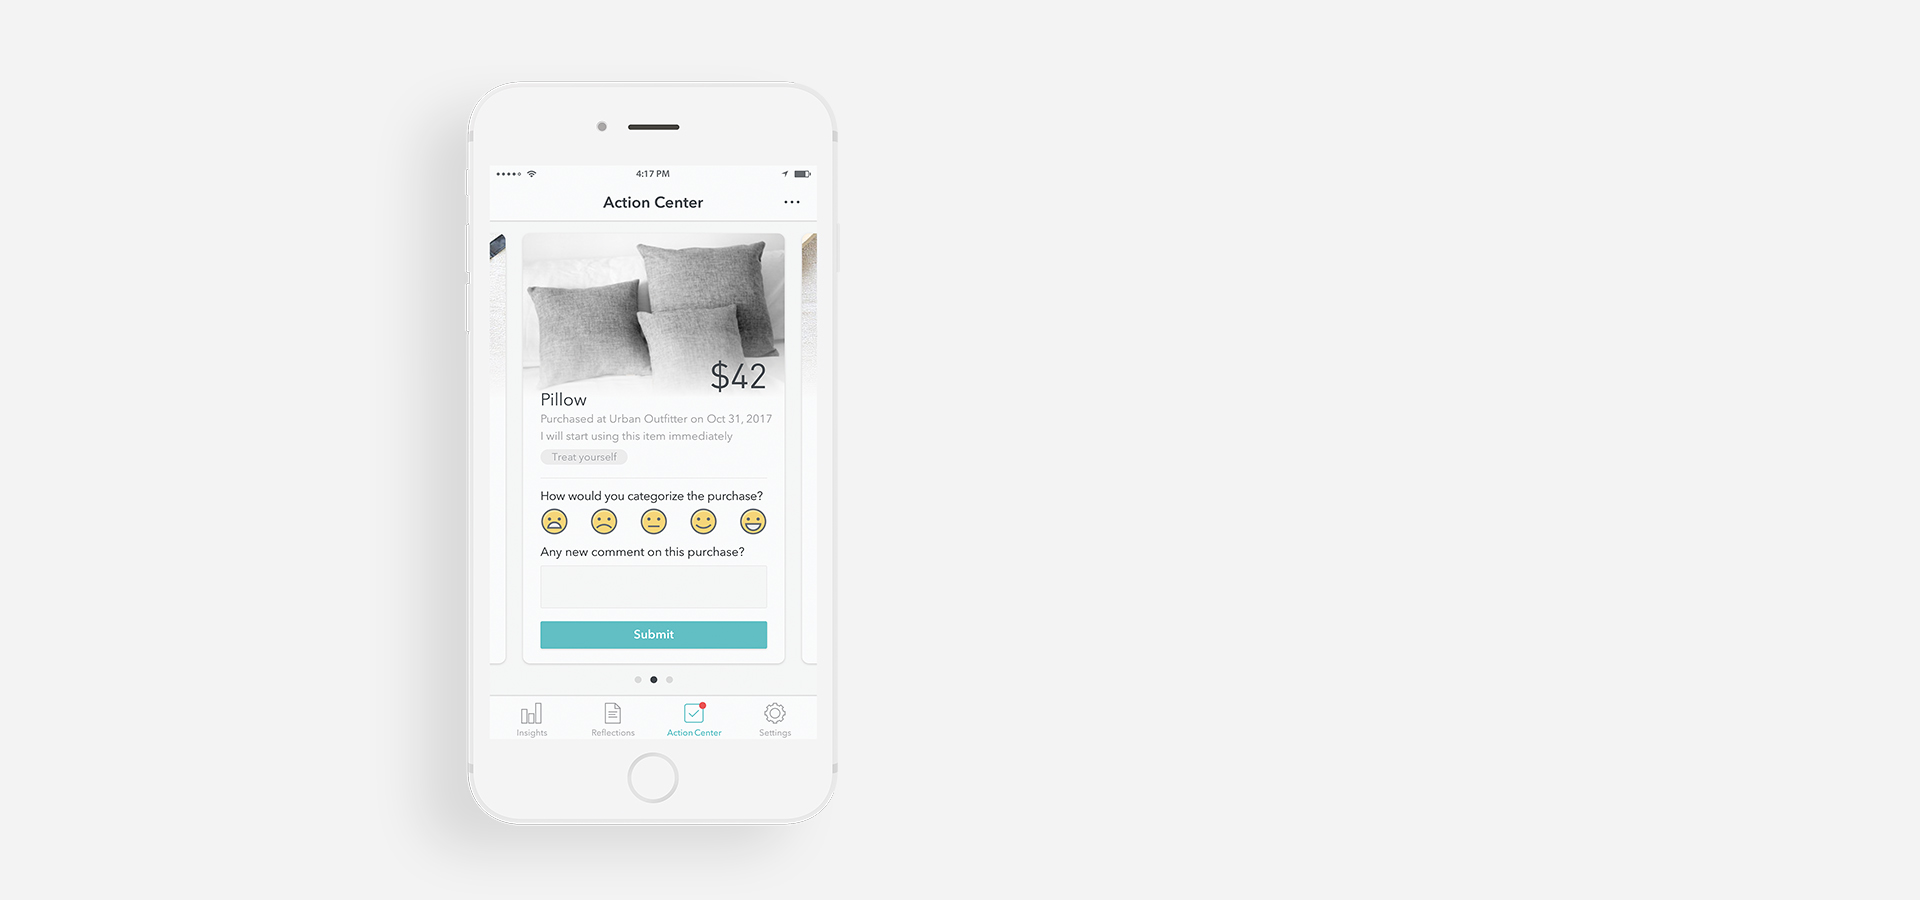 4:17 PM
Action Center
$42
Pillow
Purchased at Urban Outfitter on Oct 31, 2017
I will start using this item immediately
Treat yourself
How would you categorize the purchase?
Any new comment on this purchase?
Submit
Insights
Reflections
Action Center
Settings